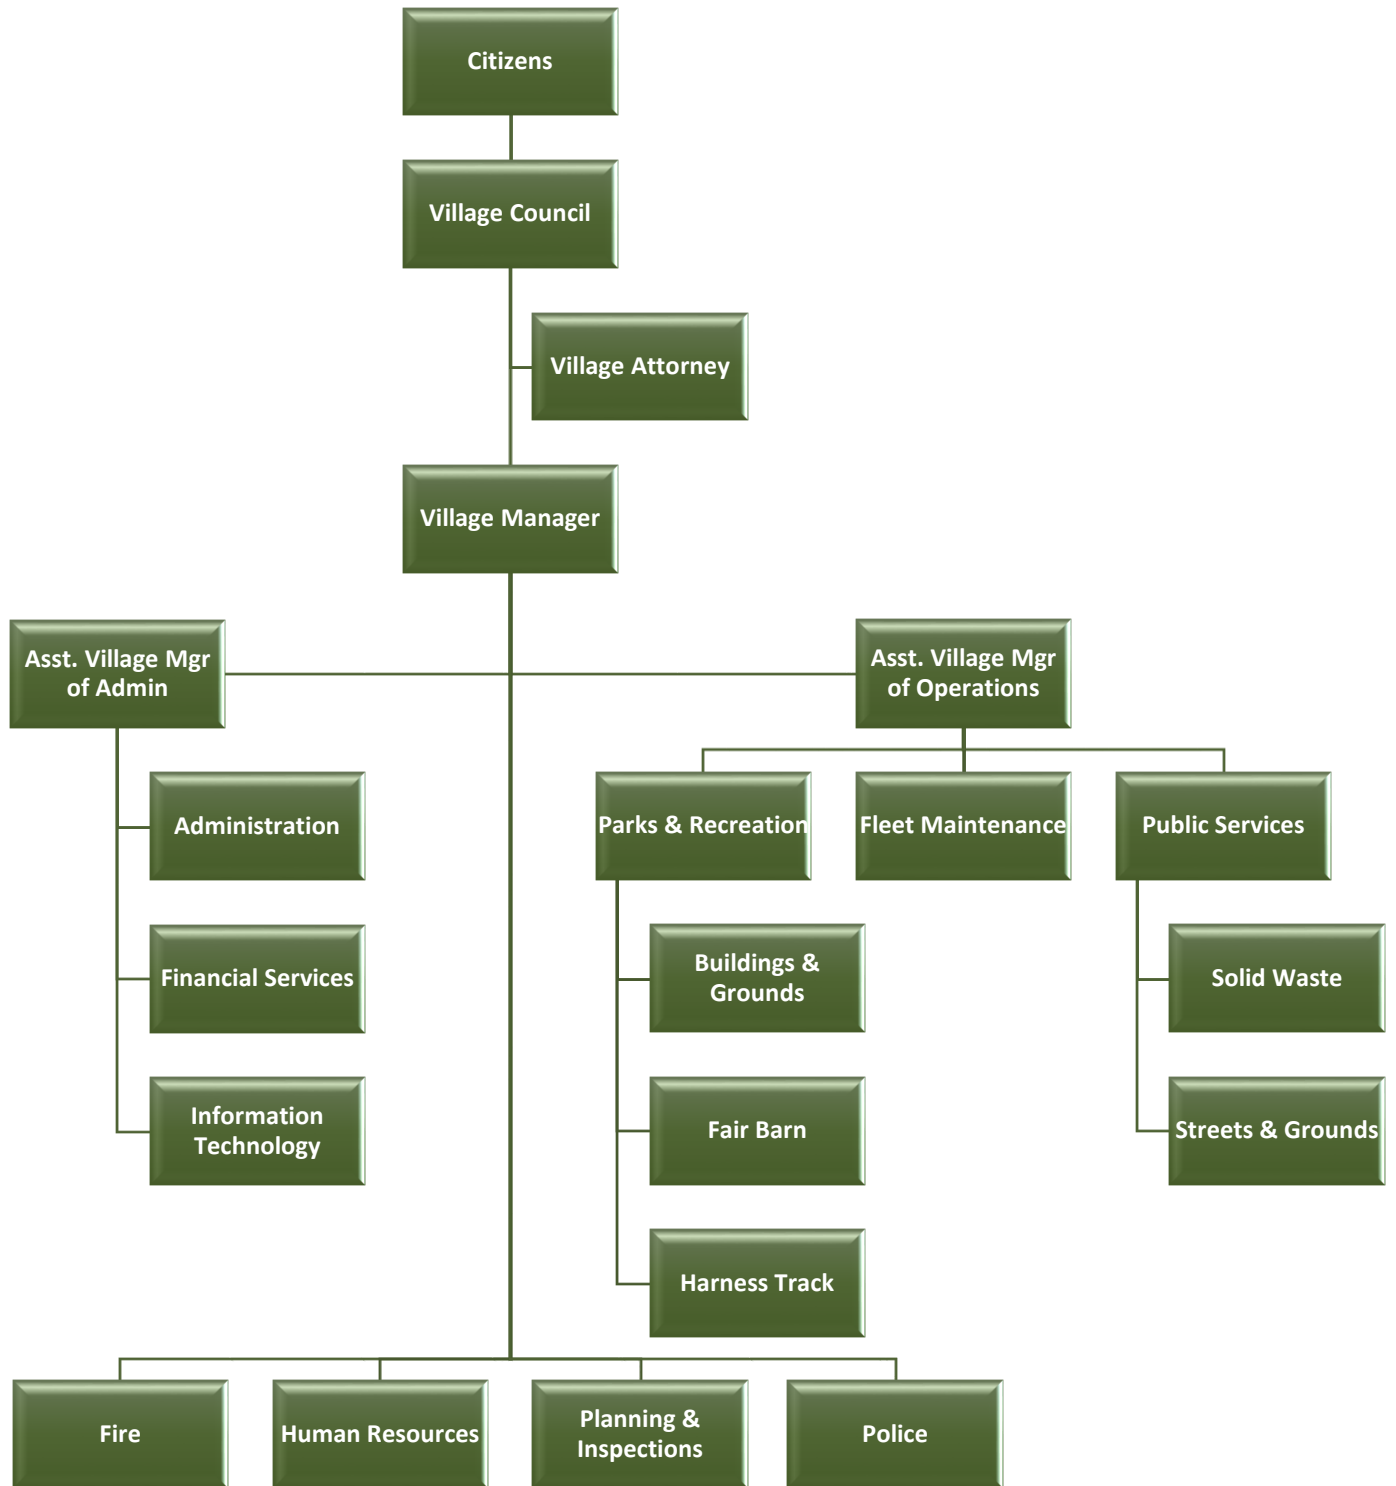 Citizens
Village Council
Village Attorney
Village Manager
Asst. Village Mgr
of Admin
Asst. Village Mgr
of Operations
Administration
Financial Services
Information
Technology
Parks & Recreation
Fleet Maintenance
Public Services
Buildings &
Grounds
Fair Barn
Harness Track
Solid Waste
Streets & Grounds
Fire
Human Resources
Planning &
Inspections
Police